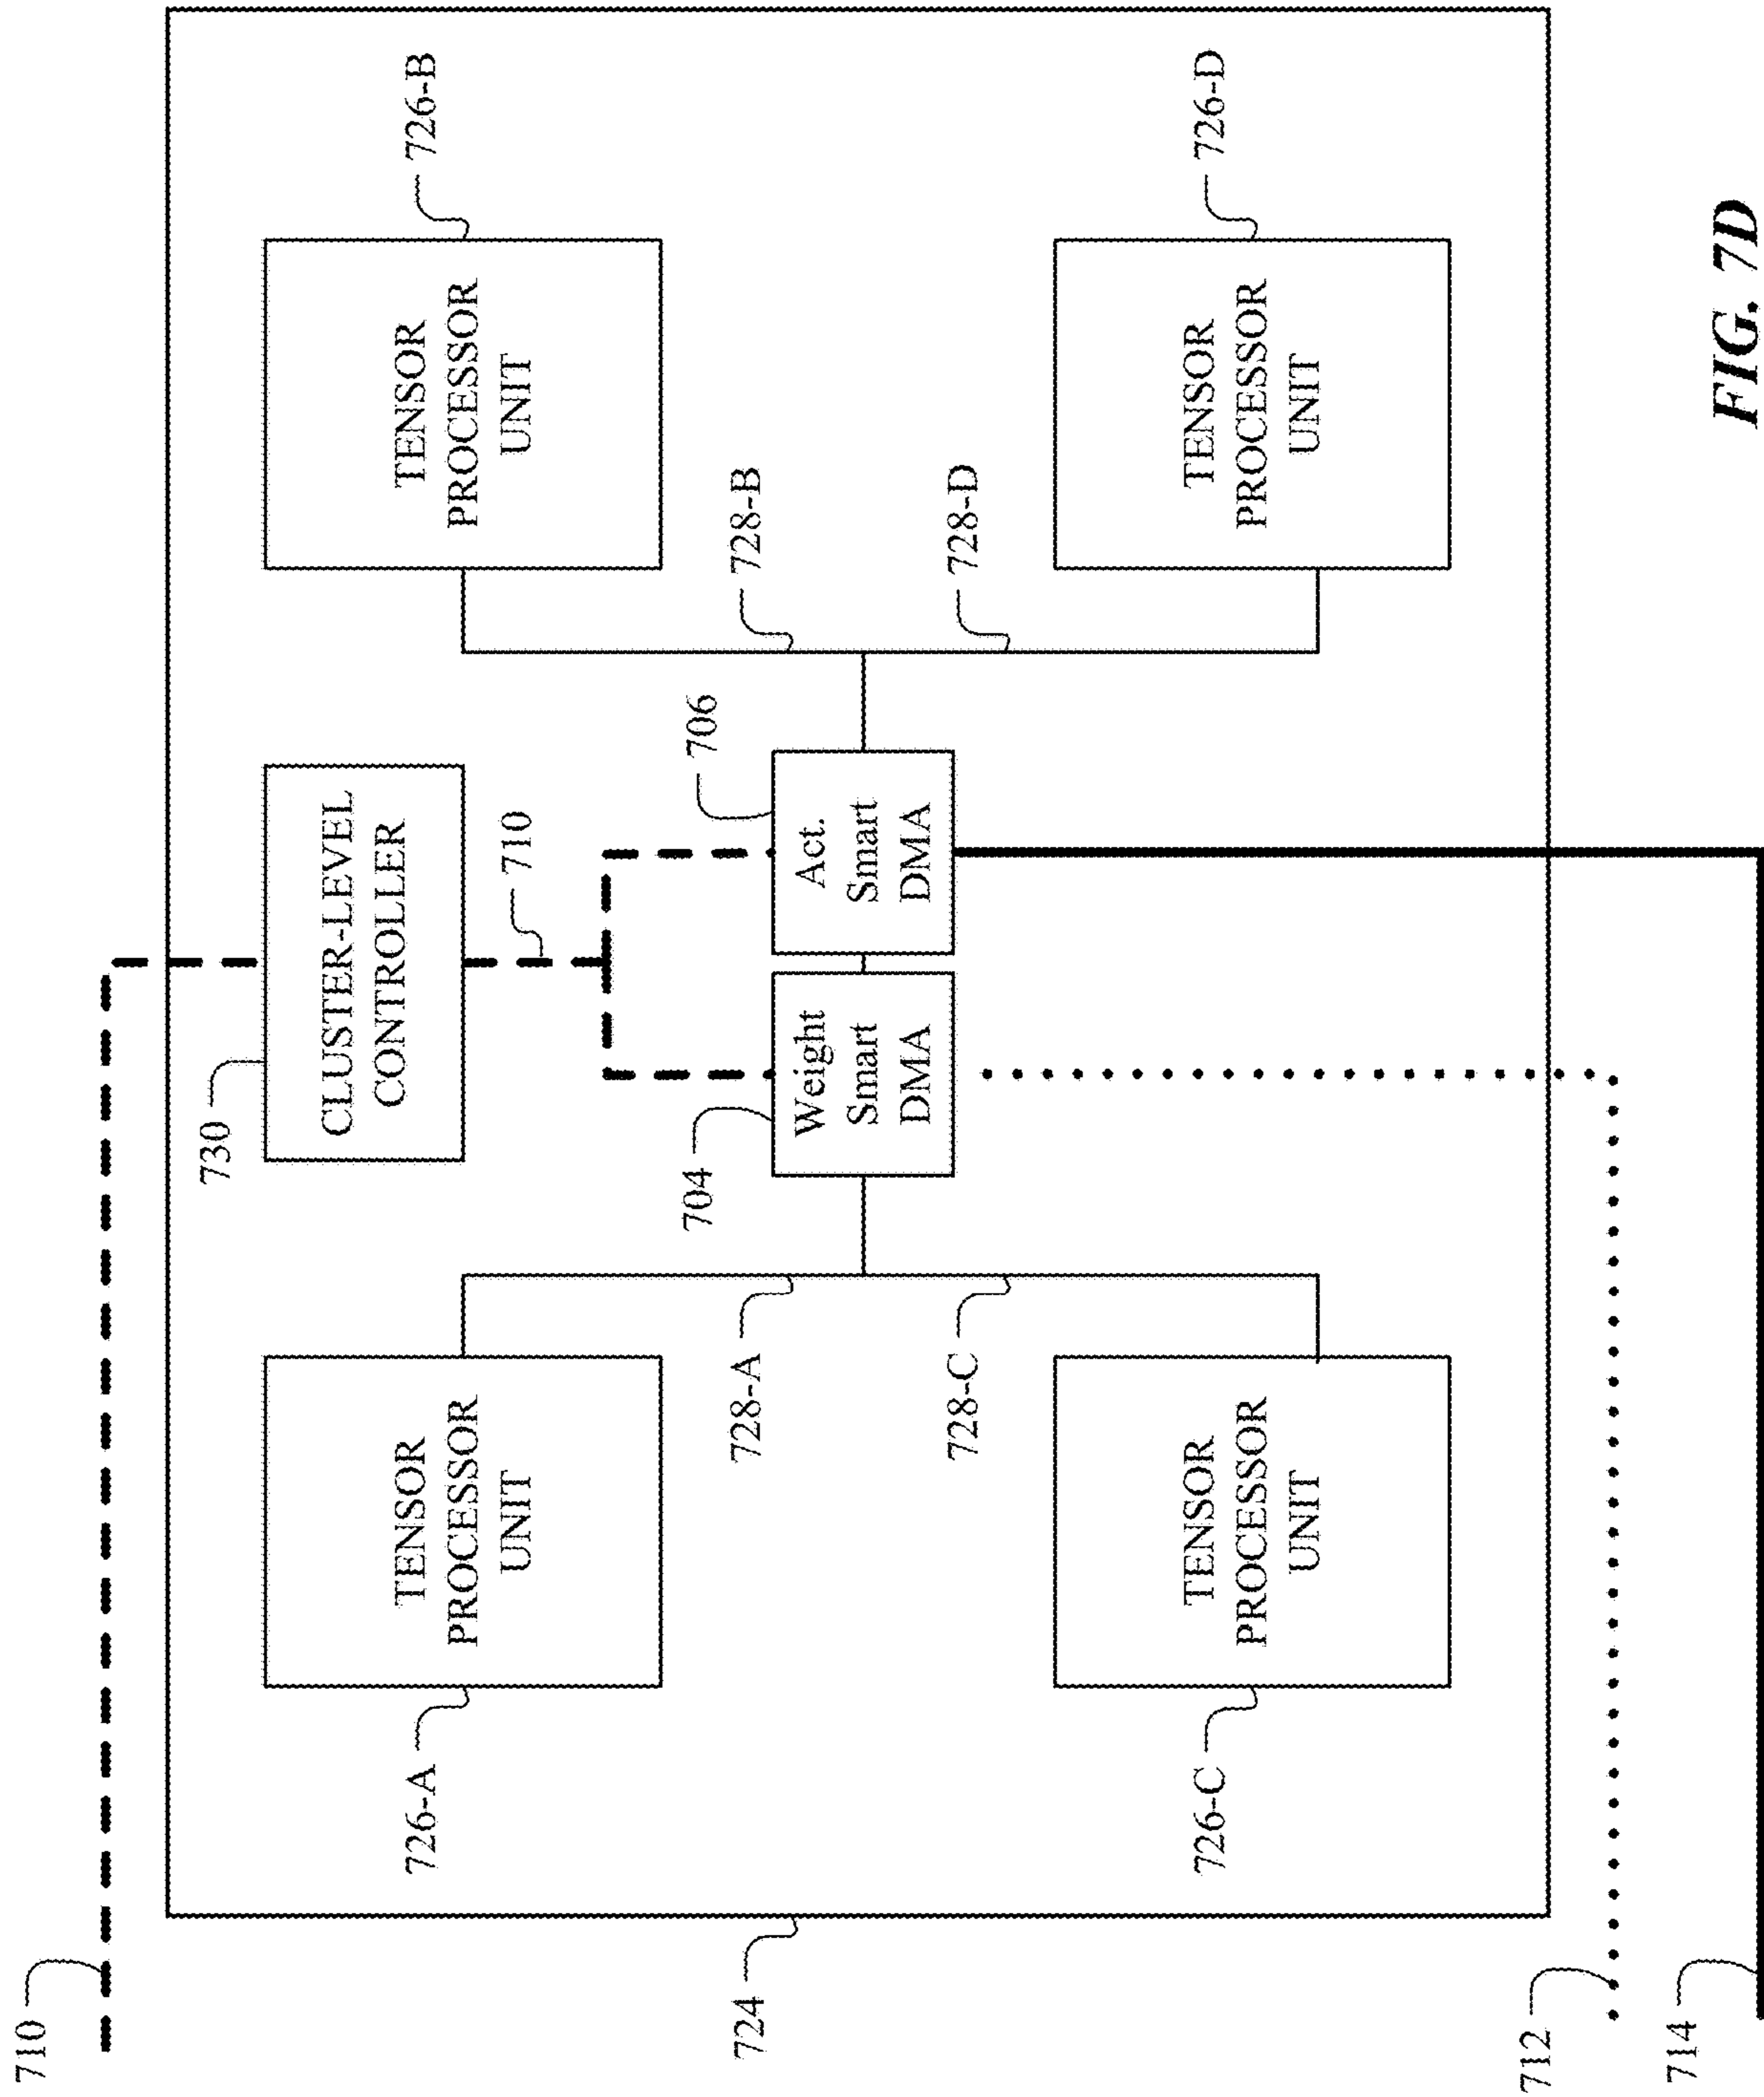 710
730
CLUSTER-LEVEL
CONTROLLER
710
726-A
TENSOR
PROCESSOR
UNIT
TENSOR
PROCESSOR
UNIT
726-B
728-A
704
Weight
Smart
DMA
706
Act.
Smart
DMA
728-B
724
728-C
728-D
726-C
TENSOR
PROCESSOR
UNIT
TENSOR
PROCESSOR
UNIT
726-D
712
714
FIG. 7D